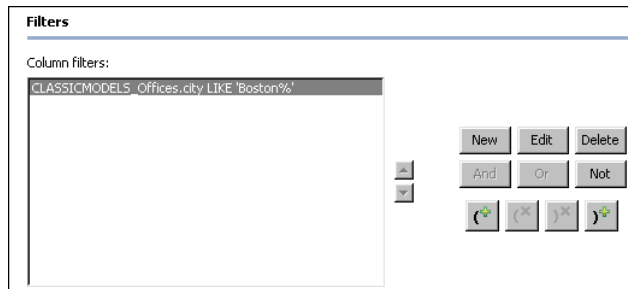 Filters
Column filters:
CLASSICMODELS_Offices.city LIKE 'Boston%'
New Edit Delete
And Or Not
( ( ) )